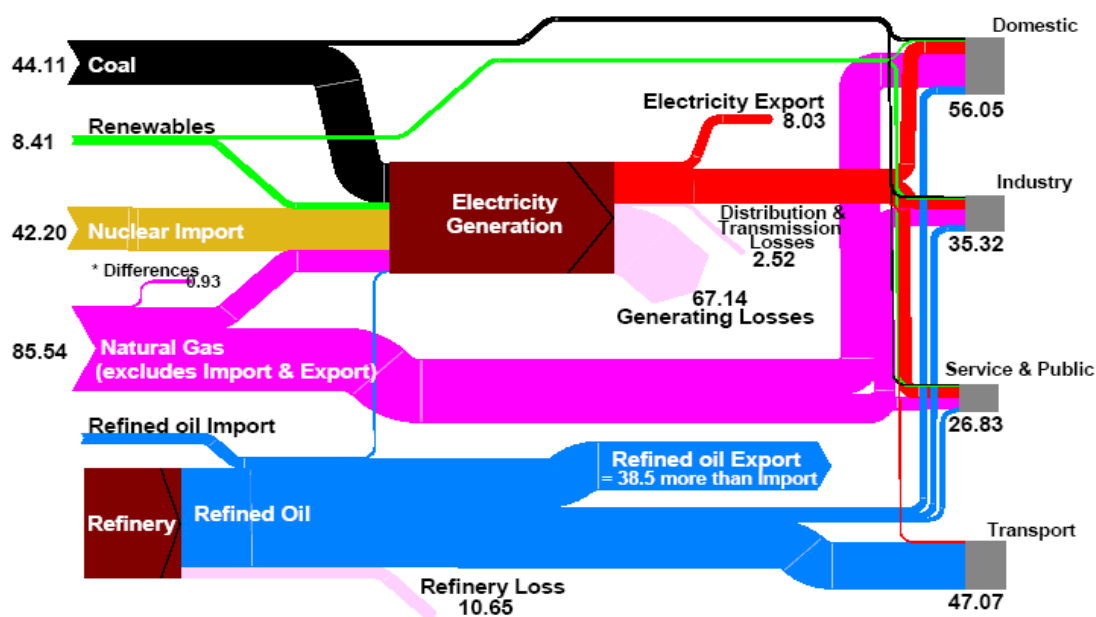 Domestic
44.11
Coal
Electricity Export
8.03
56.05
Renewables
8.41
Electricity
Generation
Industry
Distribution &
Transmission
Losses
2.52
35.32
42.20
Nuclear Import
* Differences
0.93
67.14
Generating Losses
85.54
Natural Gas
(excludes Import & Export)
Service & Public
26.83
Refined oil Import
Refined oil Export
= 38.5 more than Import
Refinery
Refined Oil
Transport
Refinery Loss
10.65
47.07